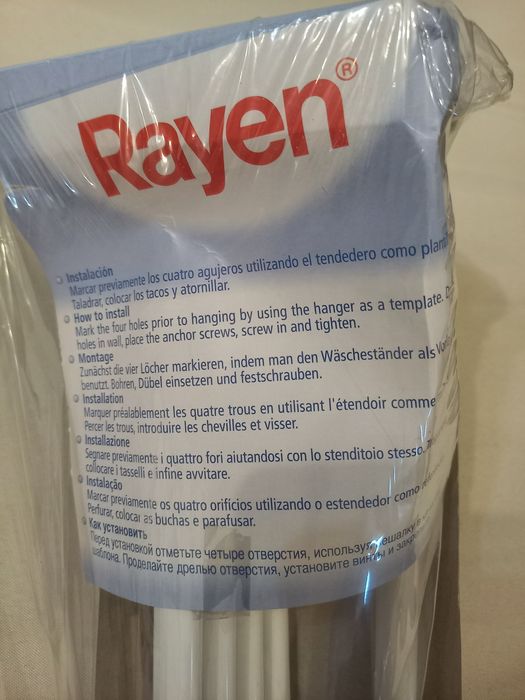 Rayen®
Instalación
Marcar previamente los cuatro agujeros utilizando el tendedero como
Taladrar, colocar los tacos y atornillar.
How to install
Mark the four holes prior to hanging by using the hanger as a template.
holes in wall, place the anchor screws, screw in and tighten.
Montage
Zunächst die vier Löcher markieren, indem man den Wäscheständer als
benutzt. Bohren, Dübel einsetzen und festschrauben.
Installation
Marquer préalablement les quatre trous en utilisant l'étendoir comme
Percer les trous, introduire les chevilles et visser.
Installazione
Segnare previamente i quattro fori aiutandosi con lo stenditoio stesso.
collocare i tasselli e infine avvitare.
Instalação
Marcar previamente os quatro orifícios utilizando o estendedor como
Perfurar, colocar as buchas e parafusar.
Как установить
Перед установкой отметьте четыре отверстия, используя вешалку в
шаблона. Проделайте дрелью отверстия, установите винты и